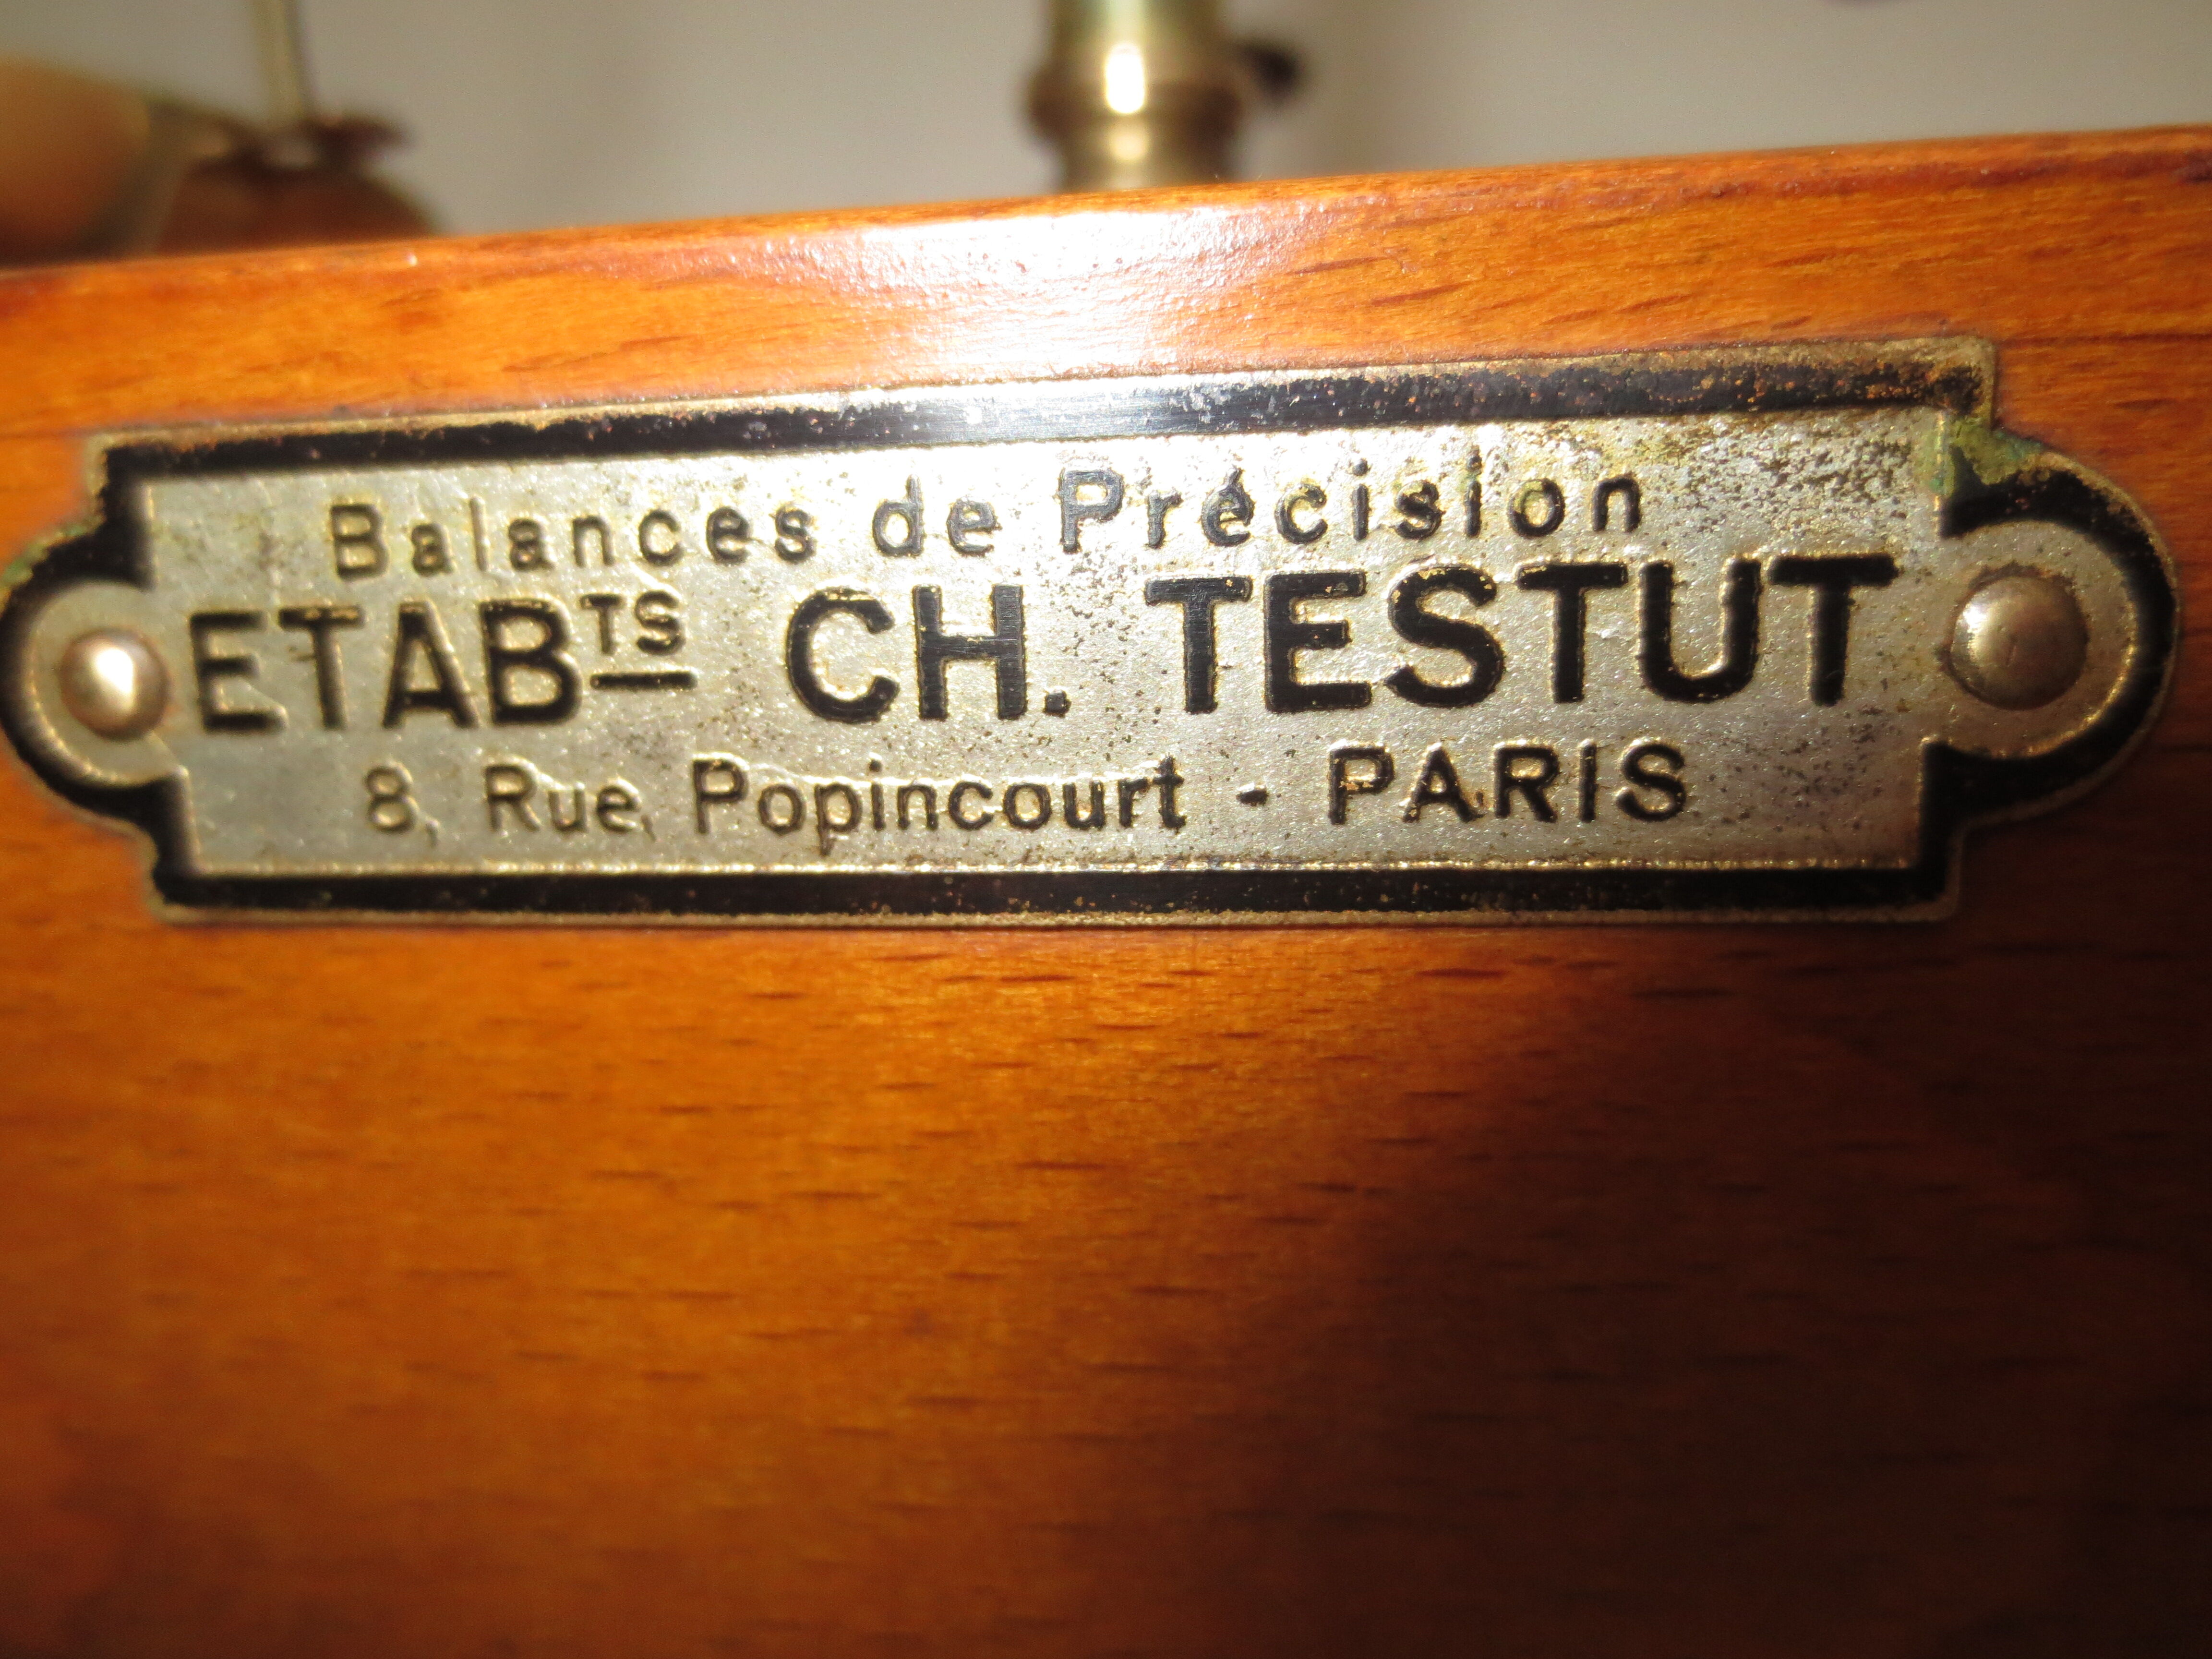 Balances de Précision
ETABTS CH. TESTUT
8, Rue Popincourt - PARIS